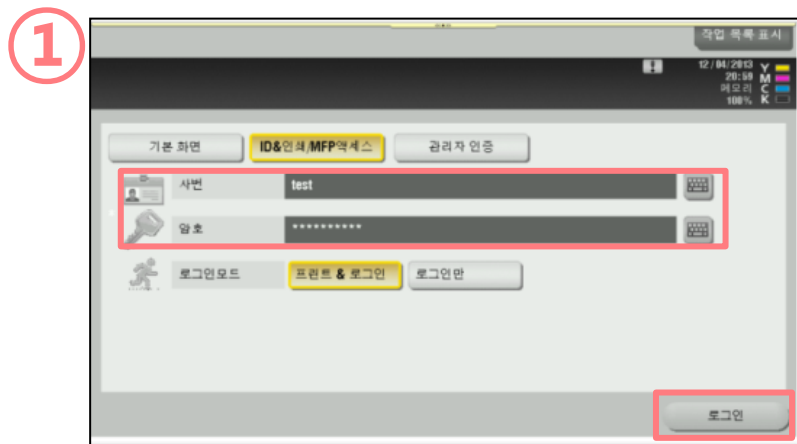 ①
작업 목록 표시
12/04/2013 Y
20:59 M
메모리 C
100% K
기본 화면 ID&인쇄/MFP액세스 관리자 인증
사번 test
암호 **********
로그인모드 프린트 & 로그인 로그인만
로그인